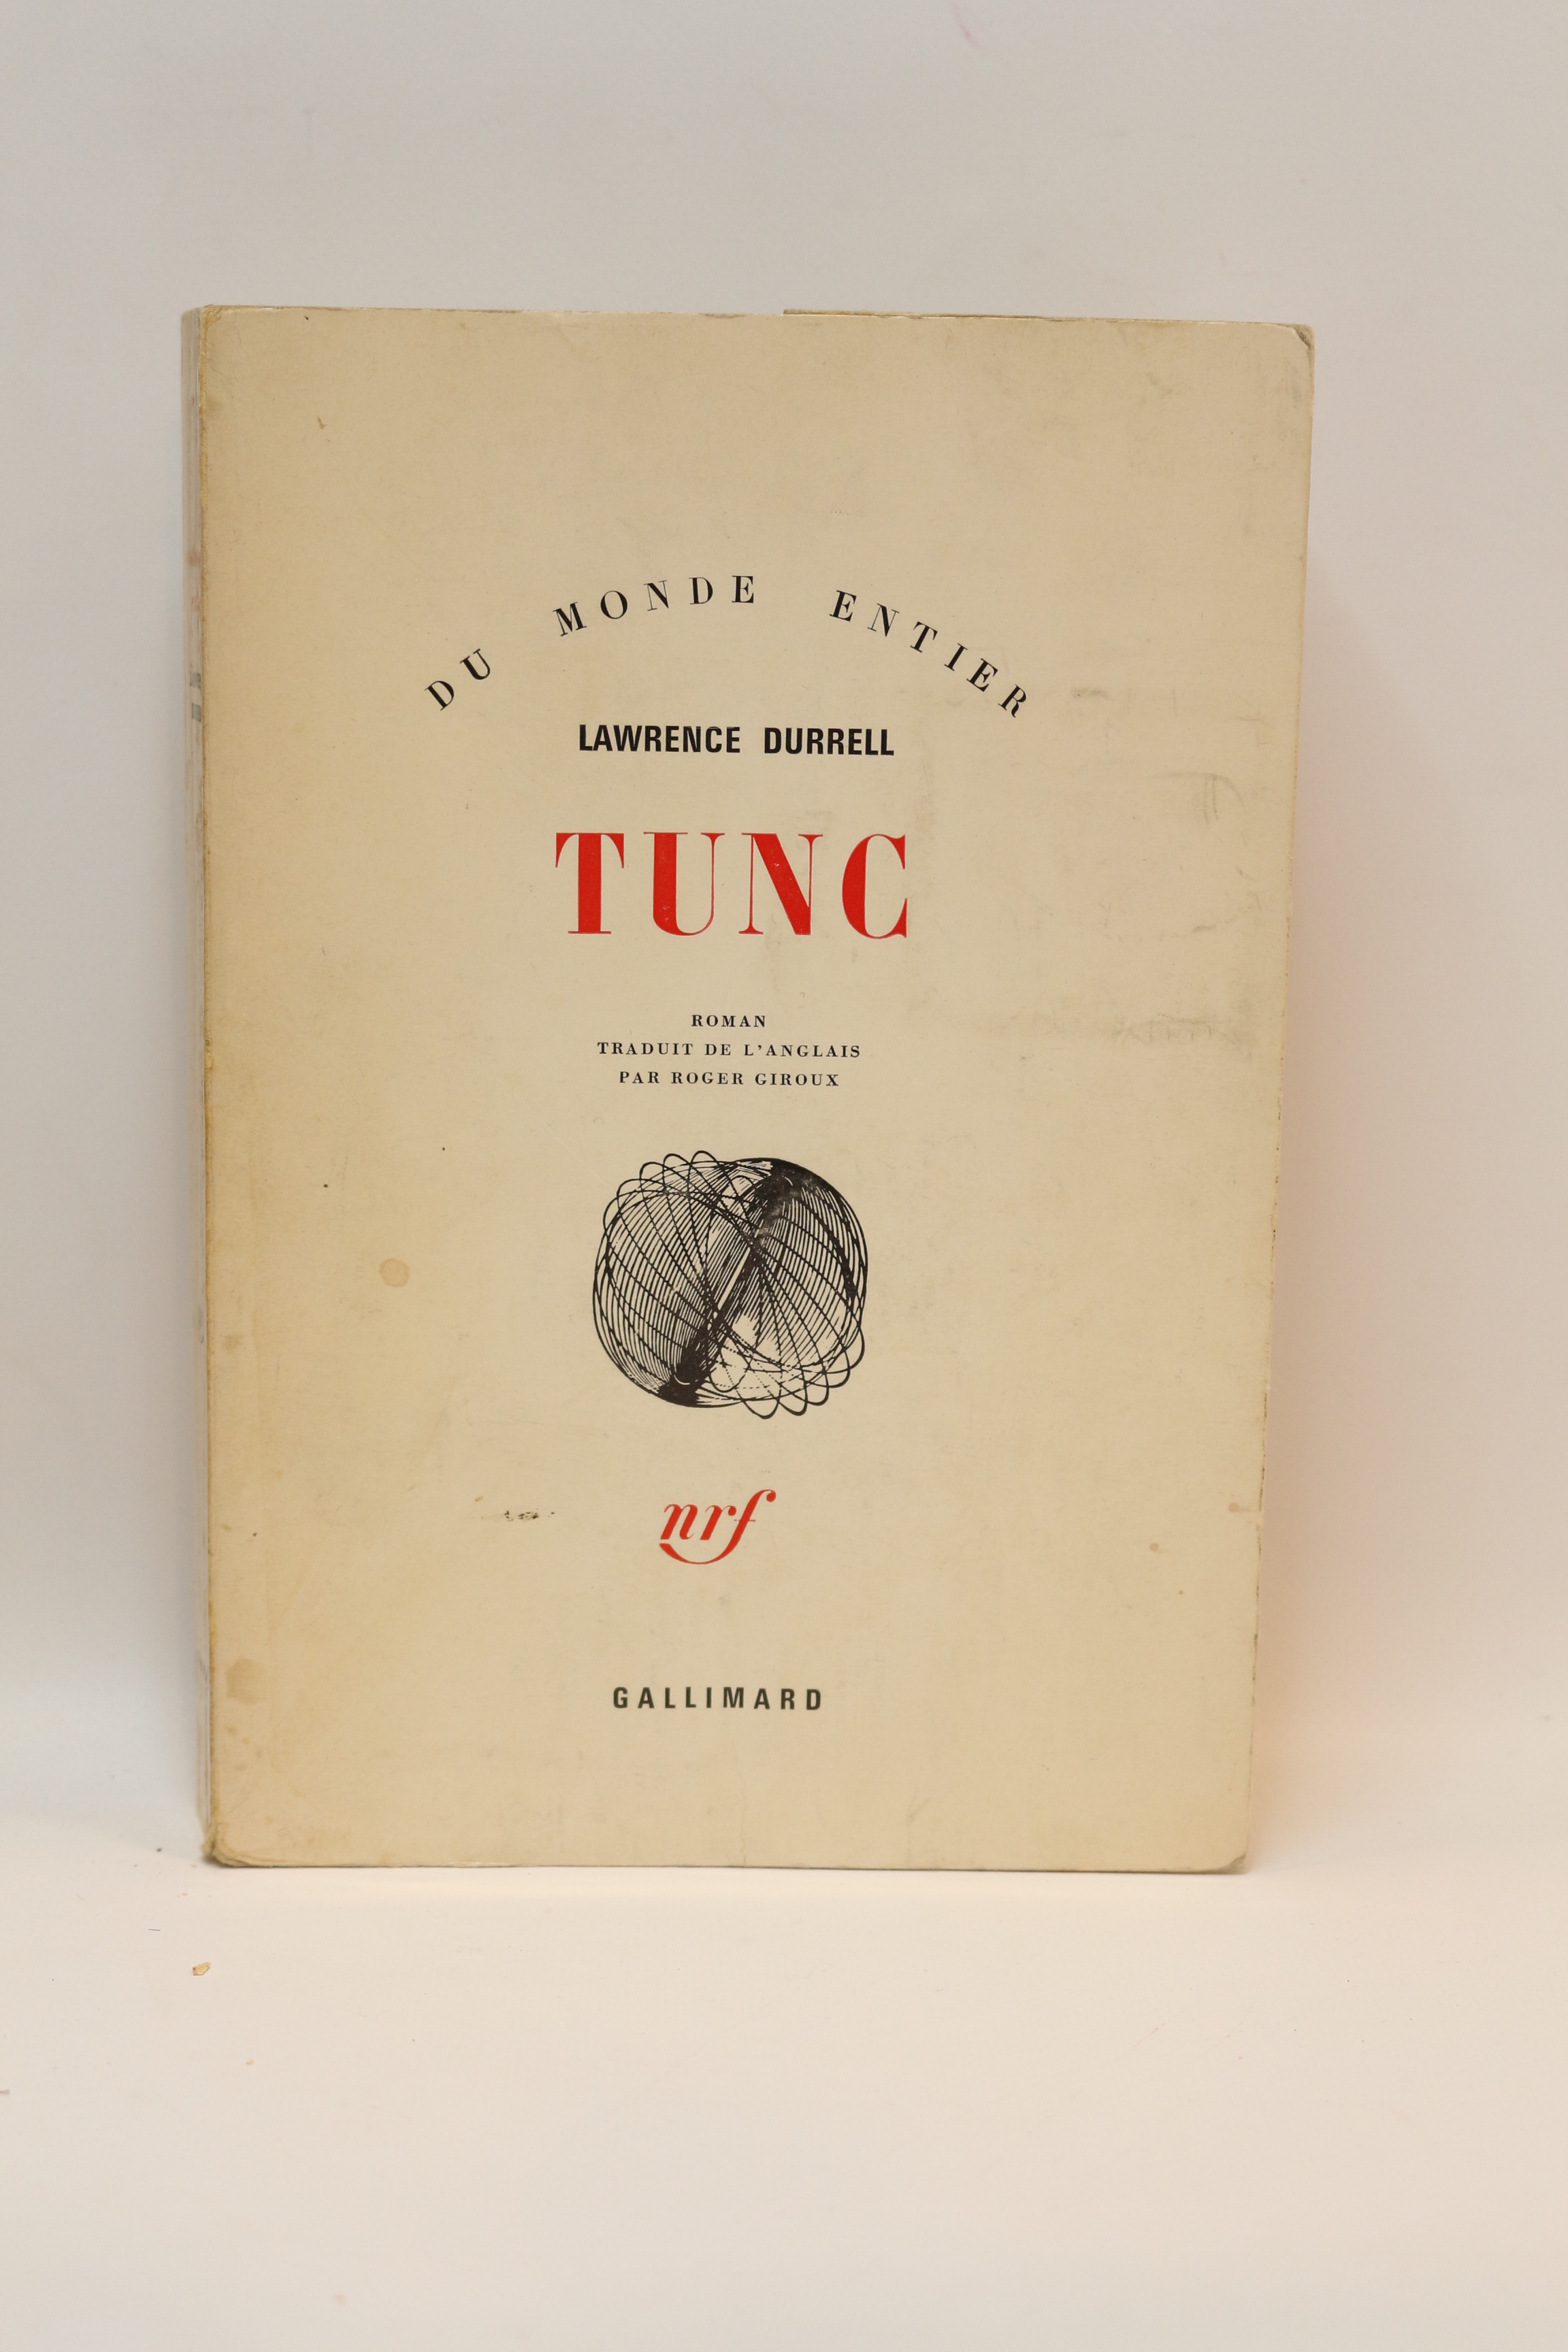 DU MONDE ENTIER
LAWRENCE DURRELL
TUNC
ROMAN
TRADUIT DE L'ANGLAIS
PAR ROGER GIROUX
nrf
GALLIMARD